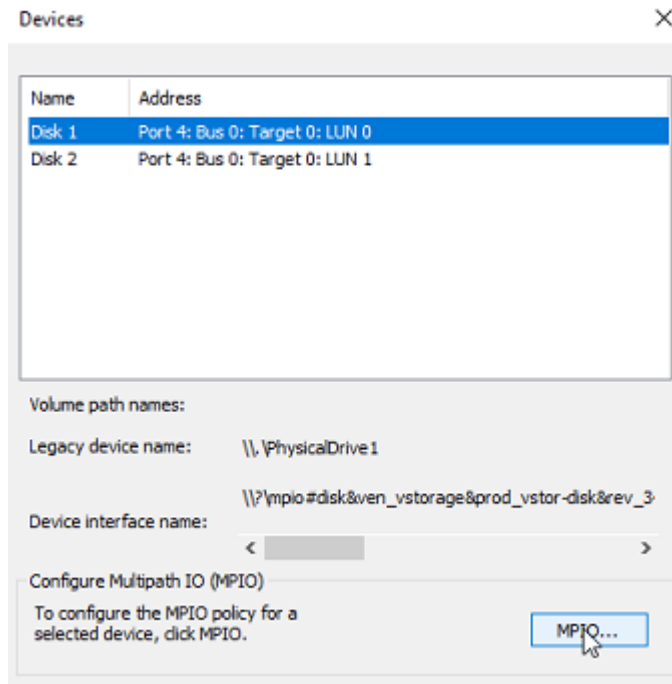 Devices
Name Address
Disk 1 Port 4: Bus 0: Target 0: LUN 0
Disk 2 Port 4: Bus 0: Target 0: LUN 1
Volume path names:
Legacy device name: \\.\PhysicalDrive1
Device interface name: \\?\mpio#disk&ven_vstorage&prod_vstor-disk&rev_3
Configure Multipath IO (MPIO)
To configure the MPIO policy for a
selected device, click MPIO.
MPIO...